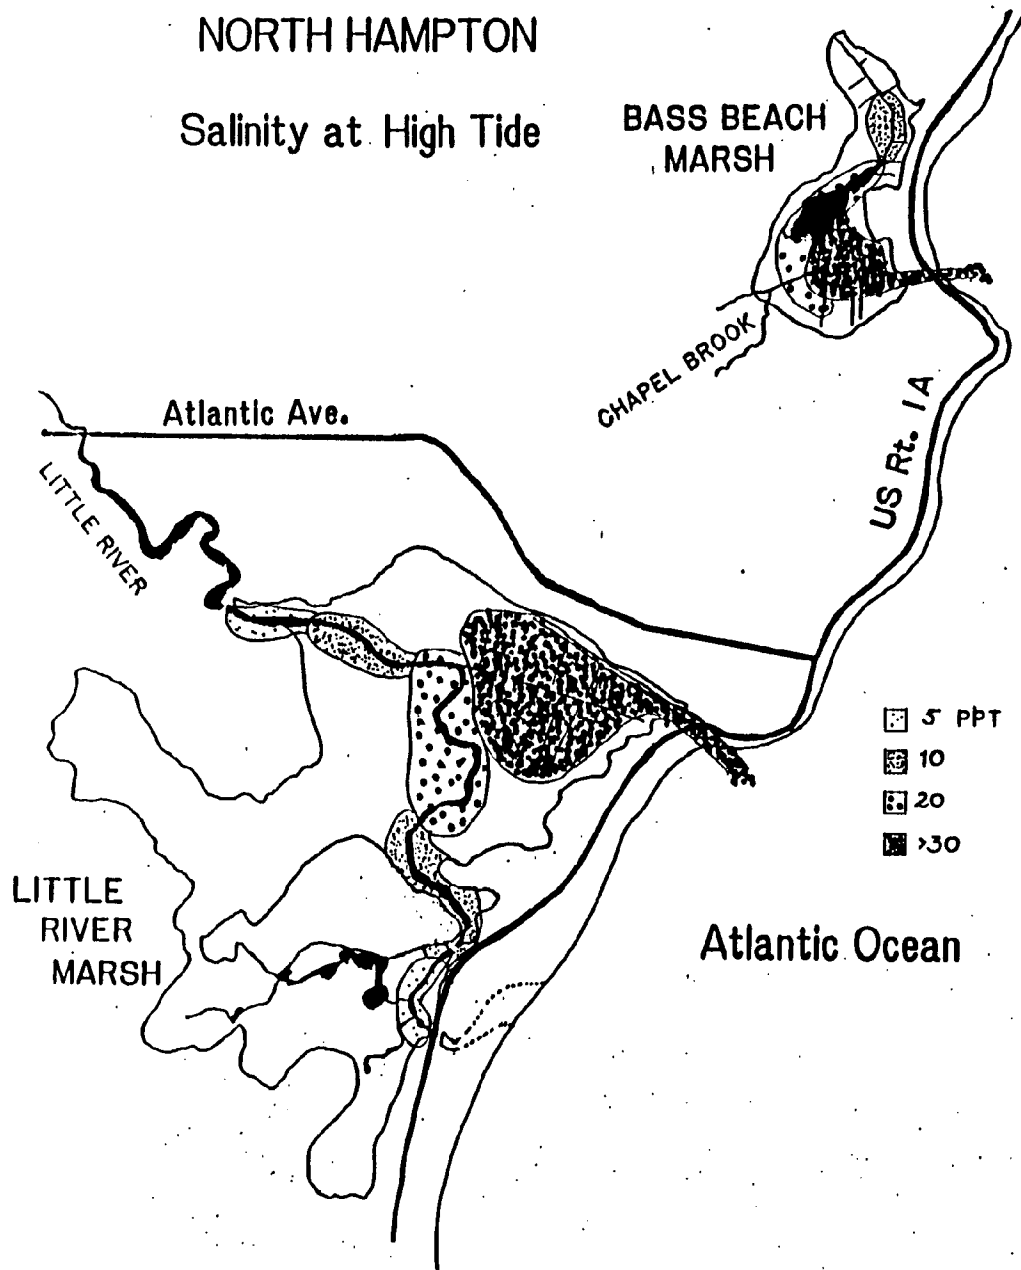 NORTH HAMPTON
Salinity at High Tide
BASS BEACH
MARSH
CHAPEL BROOK
Atlantic Ave.
US Rt. 1A
LITTLE RIVER
5 PPT
10
20
>30
LITTLE
RIVER
MARSH
Atlantic Ocean